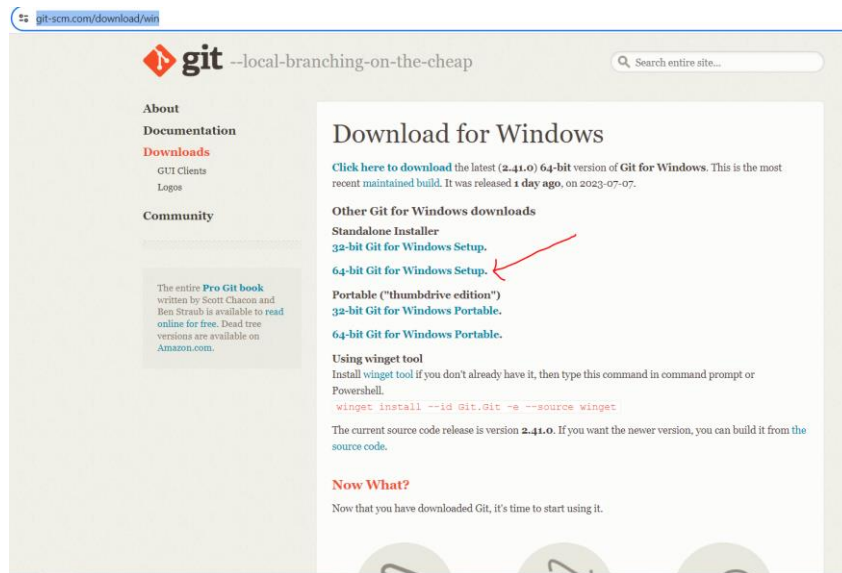 git-scm.com/download/win
git --local-branching-on-the-cheap
Search entire site...
About
Documentation
Downloads
GUI Clients
Logos
Community
The entire Pro Git book
written by Scott Chacon and
Ben Straub is available to read
online for free. Dead tree
versions are available on
Amazon.com.
Download for Windows
Click here to download the latest (2.41.0) 64-bit version of Git for Windows. This is the most
recent maintained build. It was released 1 day ago, on 2023-07-07.
Other Git for Windows downloads
Standalone Installer
32-bit Git for Windows Setup.
64-bit Git for Windows Setup.
Portable ("thumbdrive edition")
32-bit Git for Windows Portable.
64-bit Git for Windows Portable.
Using winget tool
Install winget tool if you don't already have it, then type this command in command prompt or
Powershell.
winget install --id Git.Git -e --source winget
The current source code release is version 2.41.0. If you want the newer version, you can build it from the
source code.
Now What?
Now that you have downloaded Git, it's time to start using it.